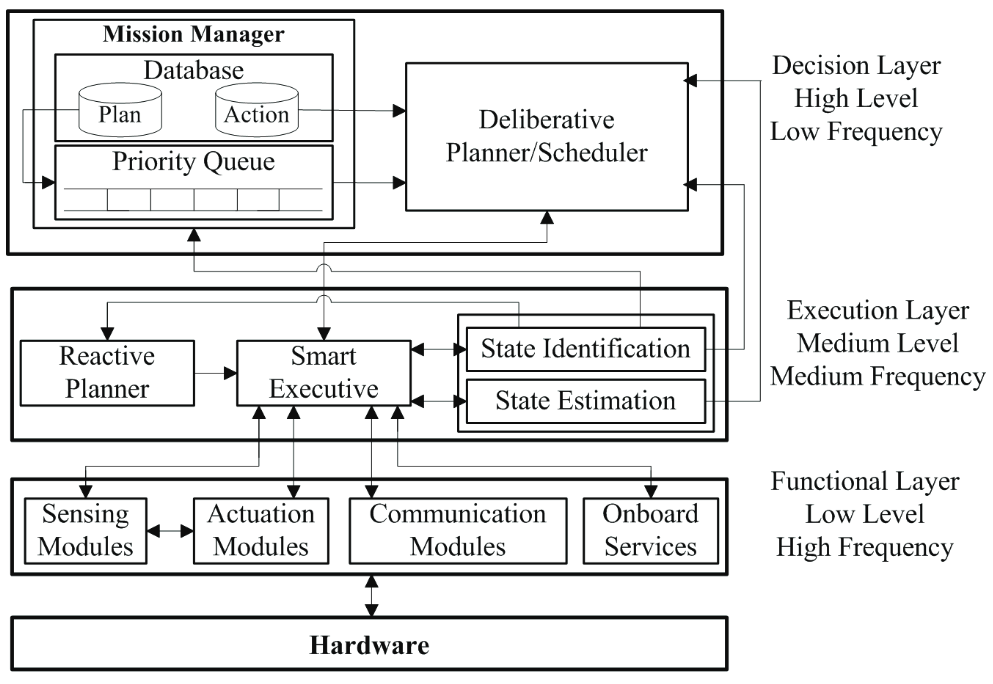 Mission Manager
Database
Plan
Action
Priority Queue
Deliberative
Planner/Scheduler
Decision Layer
High Level
Low Frequency
Reactive
Planner
Smart
Executive
State Identification
State Estimation
Execution Layer
Medium Level
Medium Frequency
Sensing
Modules
Actuation
Modules
Communication
Modules
Onboard
Services
Functional Layer
Low Level
High Frequency
Hardware